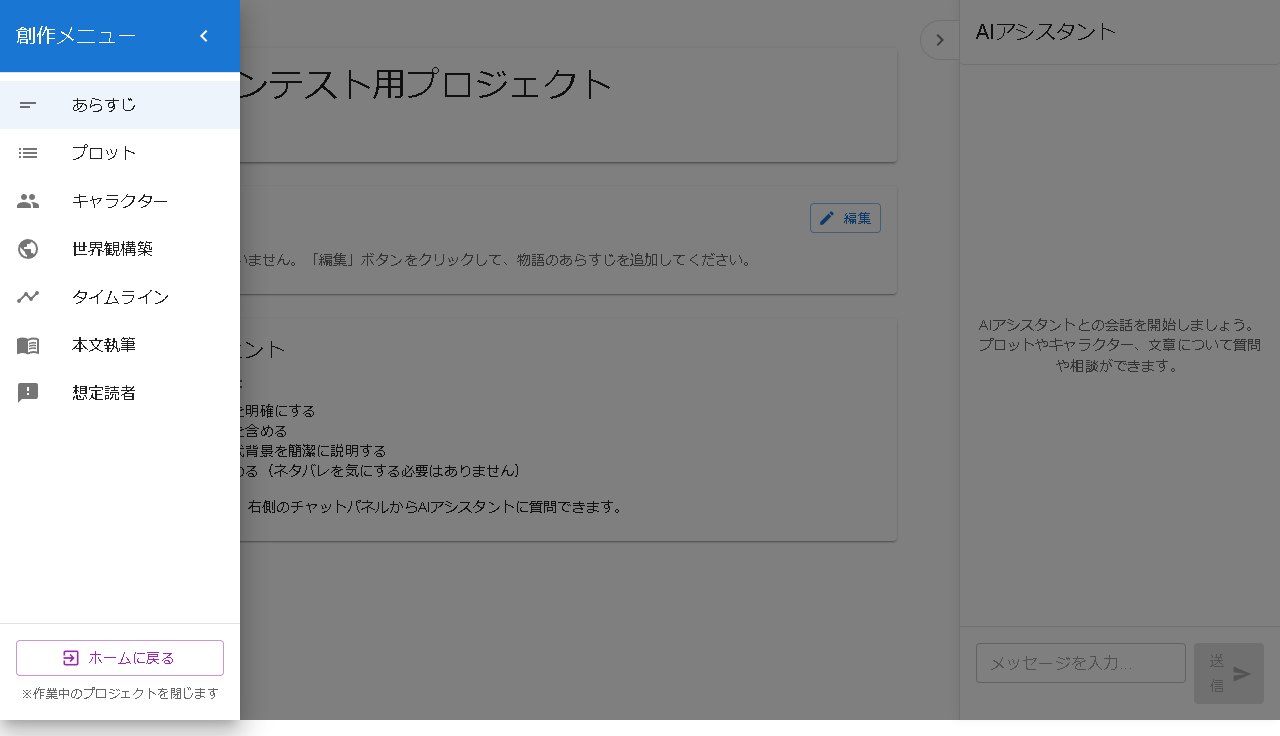 創作メニュー
あらすじ
プロット
キャラクター
世界観構築
タイムライン
本文執筆
想定読者
ホームに戻る
※作業中のプロジェクトを閉じます
ンテスト用プロジェクト
編集
いません。「編集」ボタンをクリックして、物語のあらすじを追加してください。
ント
を明確にする
を含める
代背景を簡潔に説明する
める（ネタバレを気にする必要はありません）
右側のチャットパネルからAIアシスタントに質問できます。
AIアシスタント
AIアシスタントとの会話を開始しましょう。
プロットやキャラクター、文章について質問
や相談ができます。
メッセージを入力...
送
信